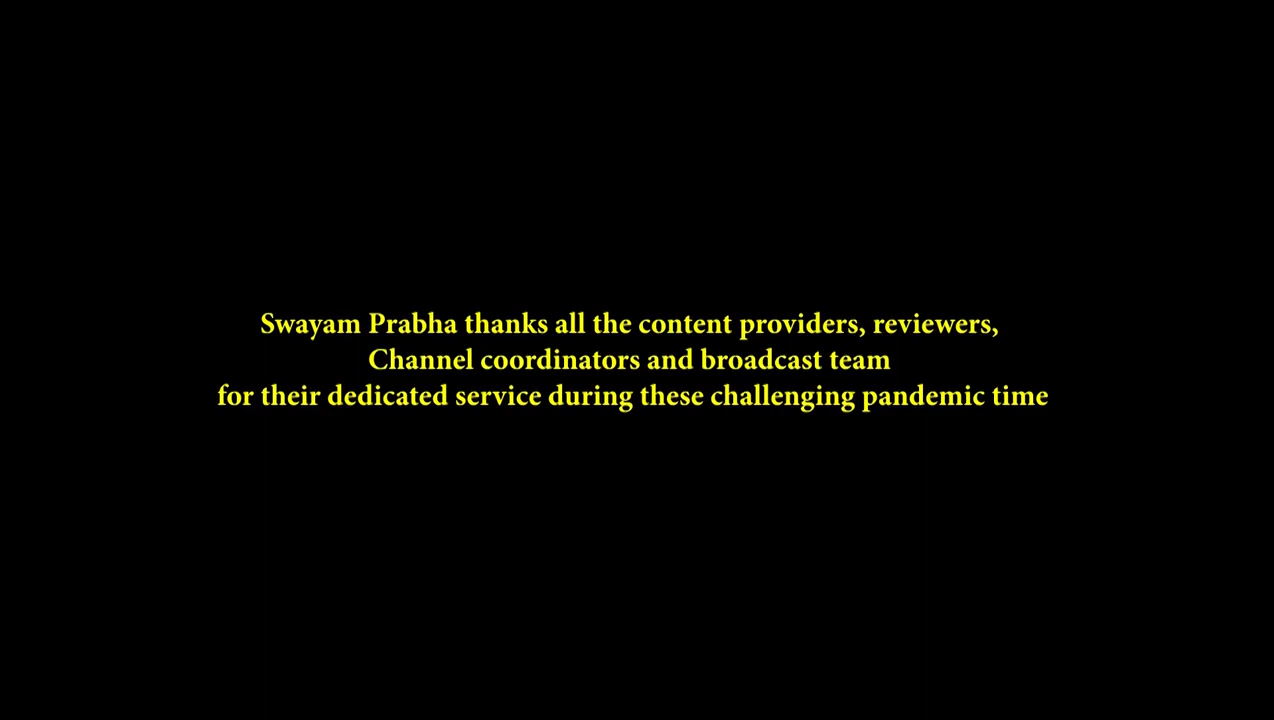 Swayam Prabha thanks all the content providers, reviewers,
Channel coordinators and broadcast team
for their dedicated service during these challenging pandemic time